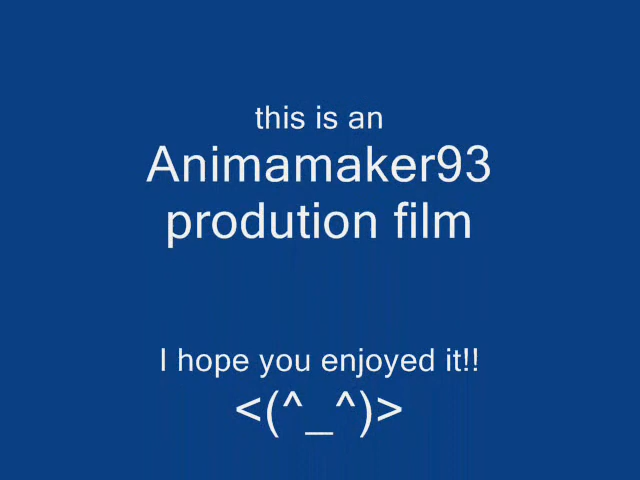 this is an
Animamaker93
prodution film
I hope you enjoyed it!!
<(^_^)>